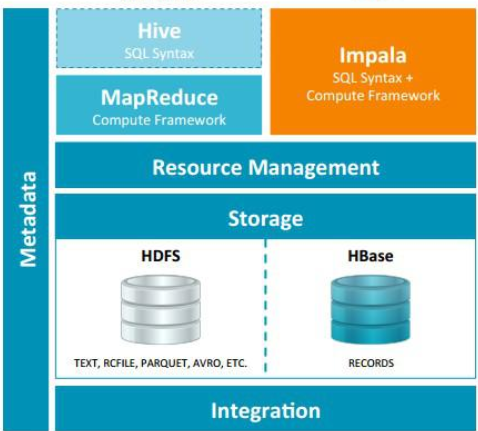 Metadata
Hive
SQL Syntax
MapReduce
Compute Framework
Impala
SQL Syntax +
Compute Framework
Resource Management
Storage
HDFS
TEXT, RCFILE, PARQUET, AVRO, ETC.
HBase
RECORDS
Integration